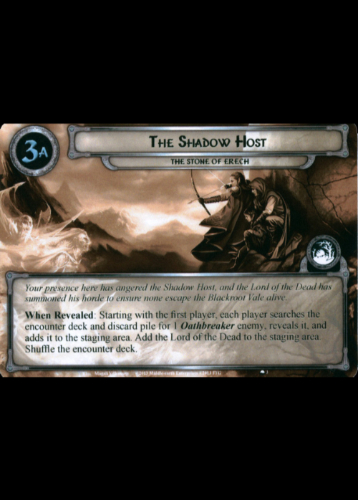 3A
THE SHADOW HOST
THE STONE OF ERECH
Your presence here has angered the Shadow Host, and the Lord of the Dead has
summoned his horde to ensure none escape the Blackroot Vale alive.
When Revealed: Starting with the first player, each player searches the
encounter deck and discard pile for 1 Oathbreaker enemy, reveals it, and
adds it to the staging area. Add the Lord of the Dead to the staging area.
Shuffle the encounter deck.